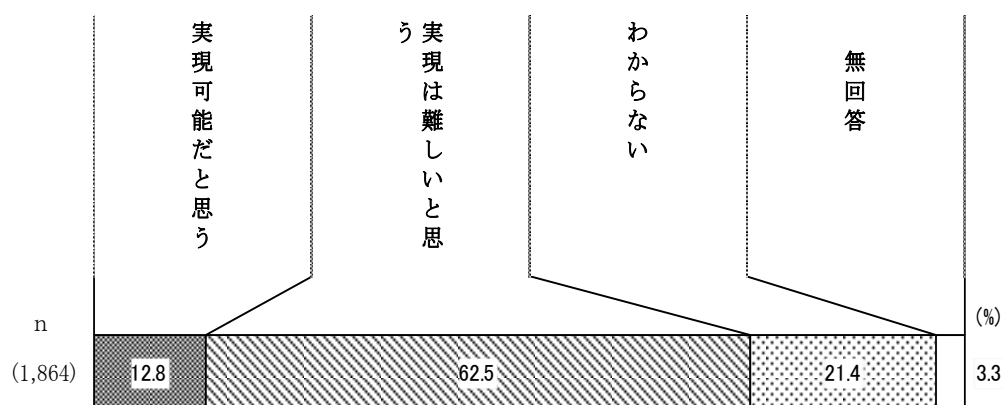 実現可能だと思う
実現は難しいと思
う
わからない
無回答
n
(%)
(1,864)
12.8
62.5
21.4
3.3